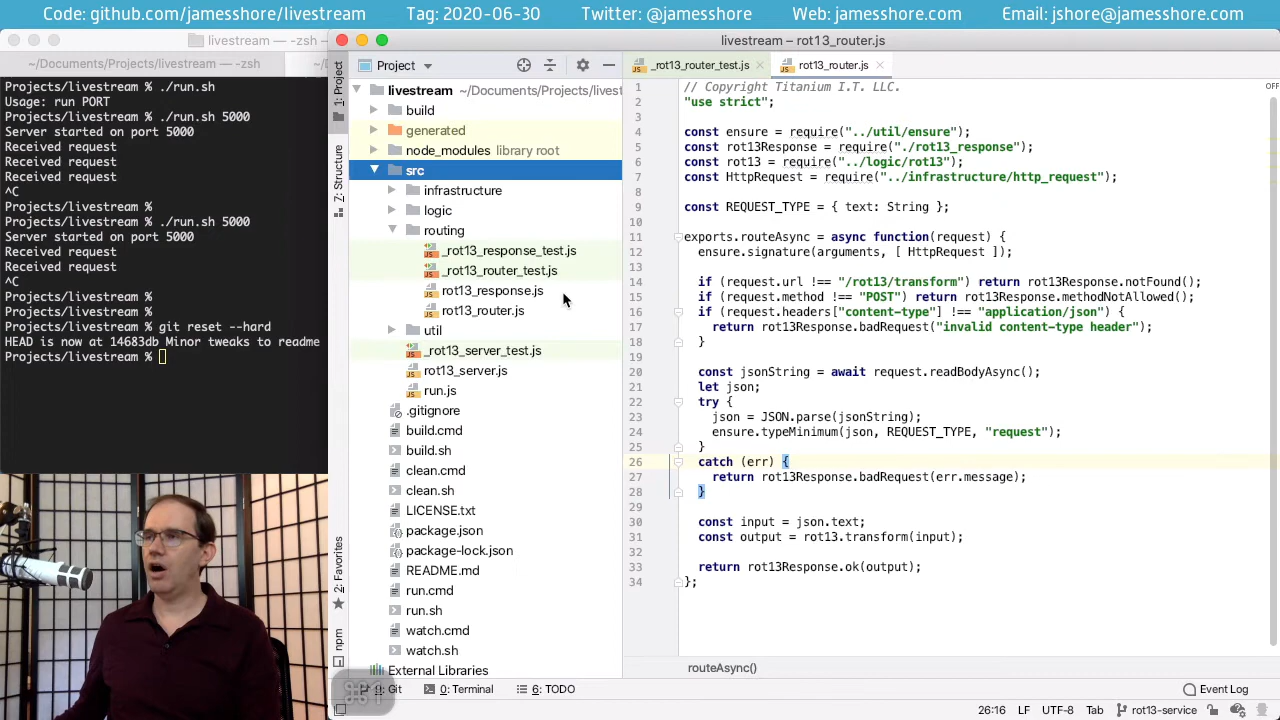 Code: github.com/jamesshore/livestream Tag: 2020-06-30 Twitter: @jamesshore Web: jamesshore.com Email: jshore@jamesshore.com
livestream — -zsh
~/Documents/Projects/livestream — -zsh
Projects/livestream % ./run.sh
Usage: run PORT
Projects/livestream % ./run.sh 5000
Server started on port 5000
Received request
Received request
Received request
^C
Projects/livestream %
Projects/livestream % ./run.sh 5000
Server started on port 5000
Received request
Received request
^C
Projects/livestream %
Projects/livestream %
Projects/livestream % git reset --hard
HEAD is now at 14683db Minor tweaks to readme
Projects/livestream %
livestream – rot13_router.js
1: Project
7: Structure
2: Favorites
npm
Project
livestream ~/Documents/Projects/livest
build
generated
node_modules library root
src
infrastructure
logic
routing
_rot13_response_test.js
_rot13_router_test.js
rot13_response.js
rot13_router.js
util
_rot13_server_test.js
rot13_server.js
run.js
.gitignore
build.cmd
build.sh
clean.cmd
clean.sh
LICENSE.txt
package.json
package-lock.json
README.md
run.cmd
run.sh
watch.cmd
watch.sh
External Libraries
_rot13_router_test.js rot13_router.js
OFF
1 // Copyright Titanium I.T. LLC.
2 "use strict";
3
4 const ensure = require("../util/ensure");
5 const rot13Response = require("./rot13_response");
6 const rot13 = require("../logic/rot13");
7 const HttpRequest = require("../infrastructure/http_request");
8
9 const REQUEST_TYPE = { text: String };
10
11 exports.routeAsync = async function(request) {
12 ensure.signature(arguments, [ HttpRequest ]);
13
14 if (request.url !== "/rot13/transform") return rot13Response.notFound();
15 if (request.method !== "POST") return rot13Response.methodNotAllowed();
16 if (request.headers["content-type"] !== "application/json") {
17 return rot13Response.badRequest("invalid content-type header");
18 }
19
20 const jsonString = await request.readBodyAsync();
21 let json;
22 try {
23 json = JSON.parse(jsonString);
24 ensure.typeMinimum(json, REQUEST_TYPE, "request");
25 }
26 catch (err) {
27 return rot13Response.badRequest(err.message);
28 }
29
30 const input = json.text;
31 const output = rot13.transform(input);
32
33 return rot13Response.ok(output);
34 };
routeAsync()
⌘1
9: Git 0: Terminal 6: TODO Event Log
26:16 LF UTF-8 Tab rot13-service